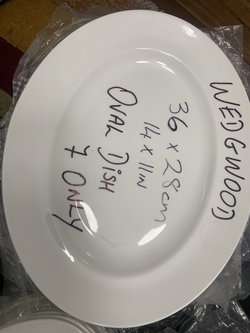 WEDGWOOD
36 x 28cm
14 x 11IN
OVAL DISH
7 ONLY